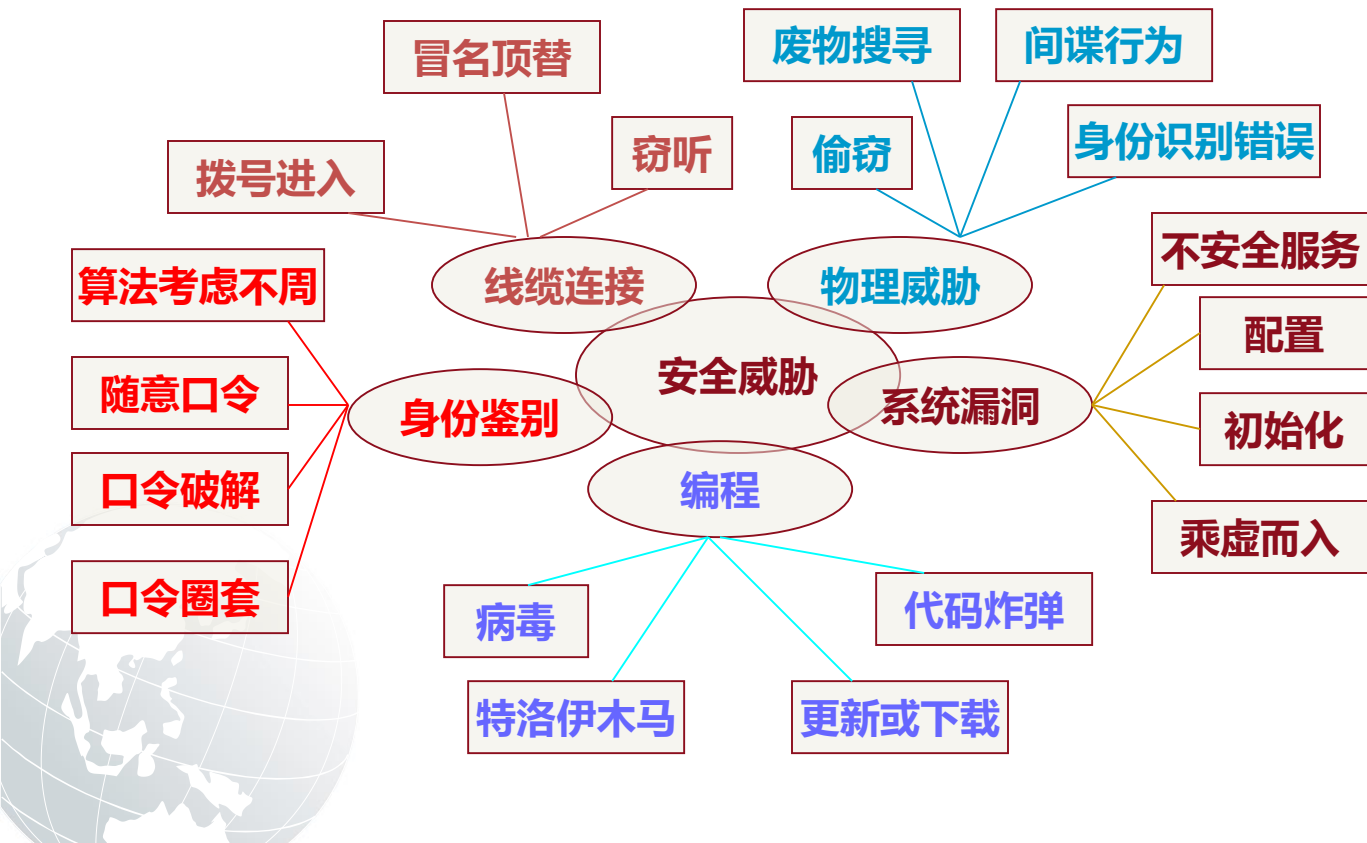 冒名顶替
废物搜寻
间谍行为
拨号进入
窃听
偷窃
身份识别错误
算法考虑不周
线缆连接
物理威胁
不安全服务
配置
随意口令
身份鉴别
安全威胁
系统漏洞
初始化
口令破解
编程
乘虚而入
口令圈套
病毒
代码炸弹
特洛伊木马
更新或下载